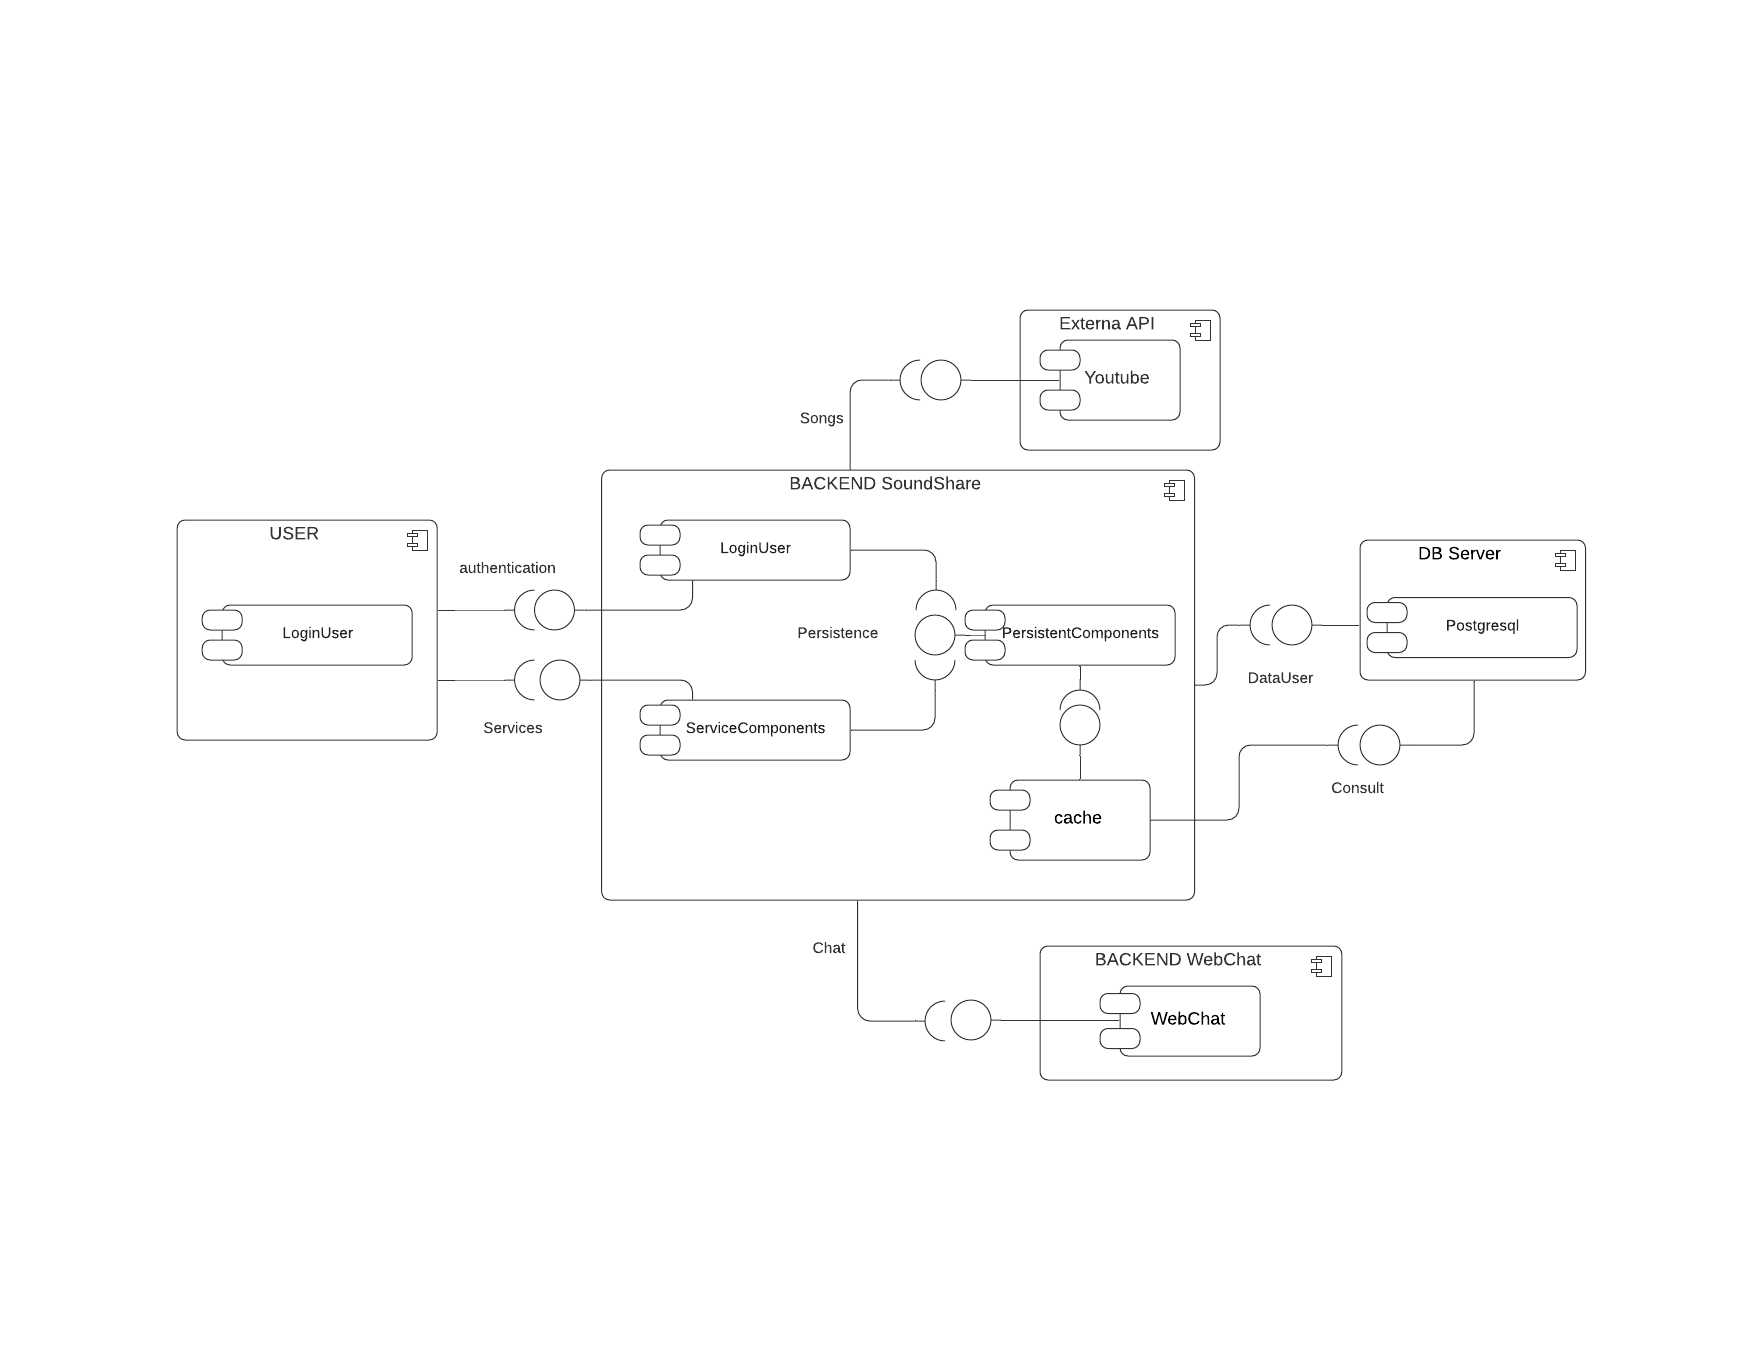 Externa API
Youtube
Songs
BACKEND SoundShare
USER
LoginUser
DB Server
authentication
LoginUser
Persistence
PersistentComponents
Postgresql
DataUser
Services
ServiceComponents
Consult
cache
Chat
BACKEND WebChat
WebChat